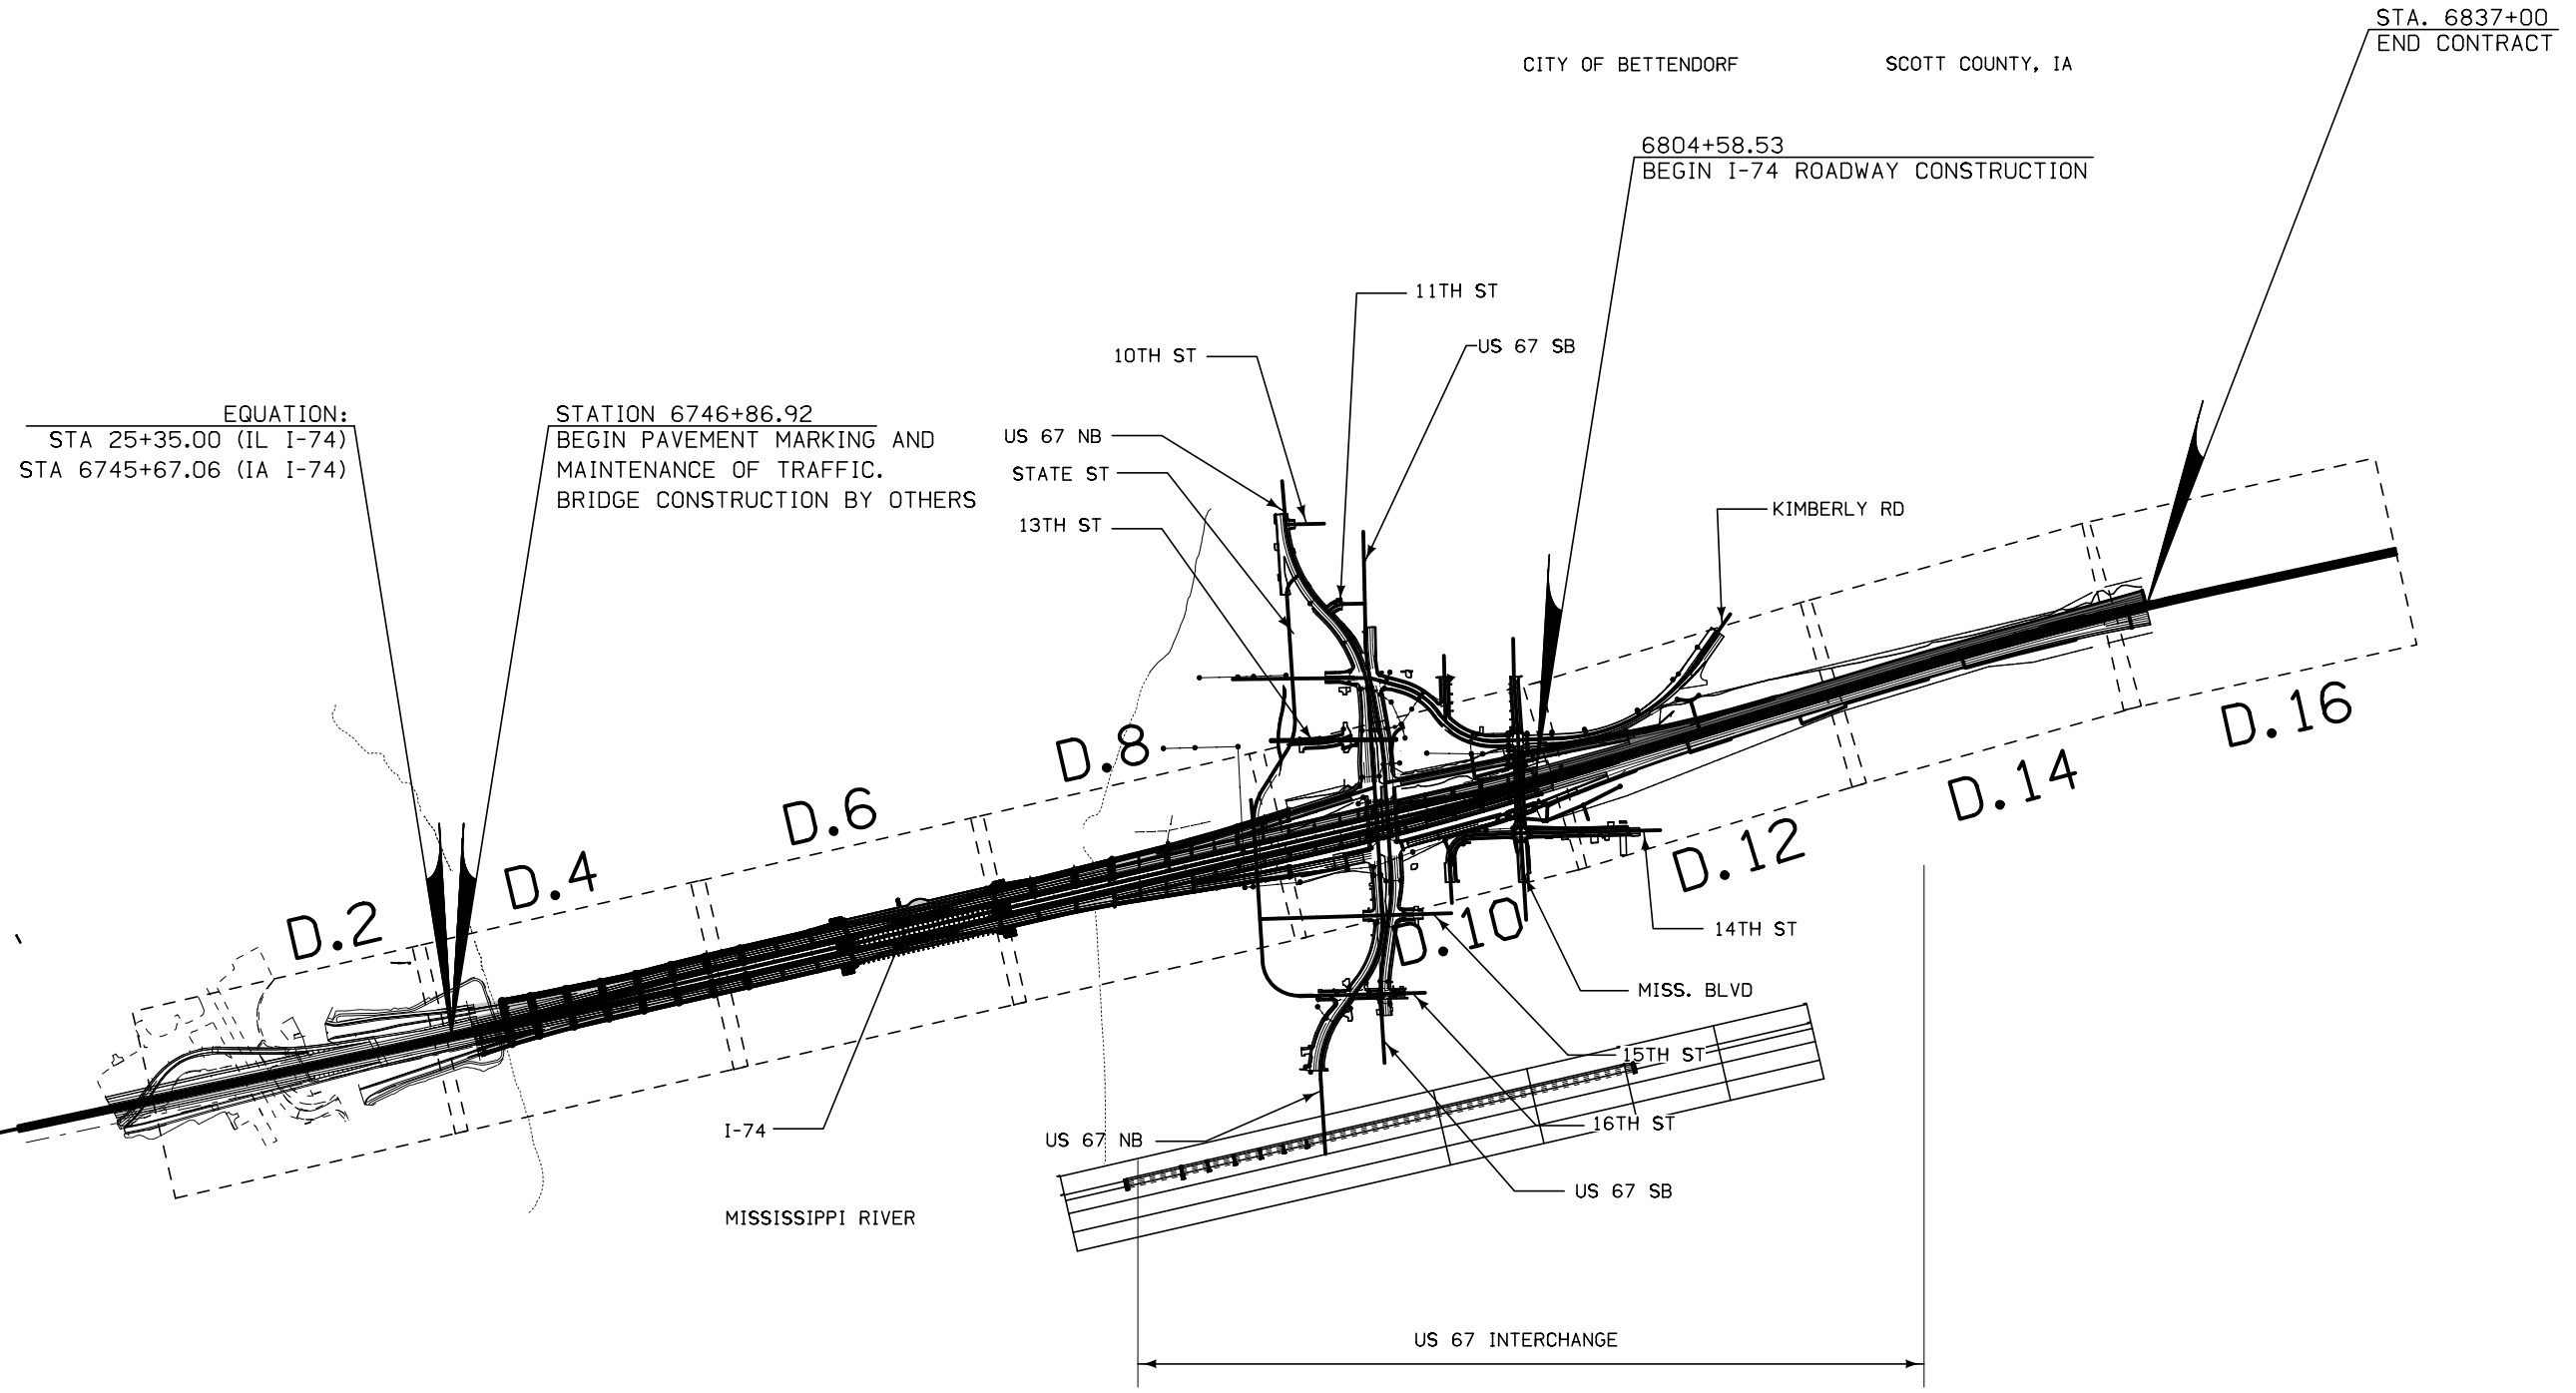 STA. 6837+00
END CONTRACT
CITY OF BETTENDORF
SCOTT COUNTY, IA
6804+58.53
BEGIN I-74 ROADWAY CONSTRUCTION
11TH ST
US 67 SB
10TH ST
EQUATION:
STA 25+35.00 (IL I-74)
STA 6745+67.06 (IA I-74)
STATION 6746+86.92
BEGIN PAVEMENT MARKING AND
MAINTENANCE OF TRAFFIC.
BRIDGE CONSTRUCTION BY OTHERS
US 67 NB
STATE ST
13TH ST
KIMBERLY RD
D.2
D.4
D.6
D.8
D.10
D.12
D.14
D.16
14TH ST
MISS. BLVD
15TH ST
16TH ST
I-74
US 67 NB
US 67 SB
MISSISSIPPI RIVER
US 67 INTERCHANGE